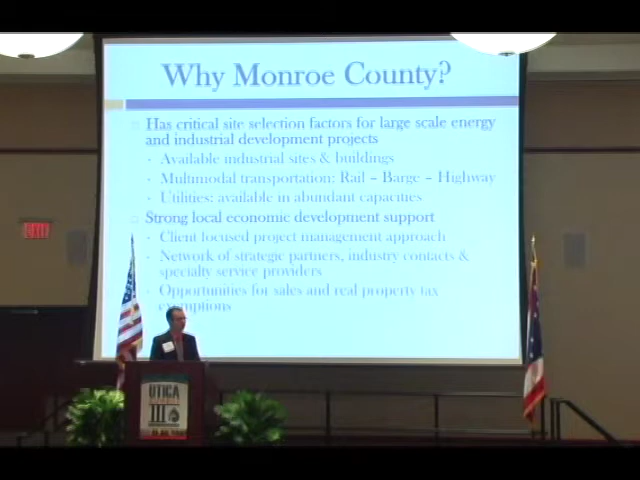 Why Monroe County?
Has critical site selection factors for large scale energy
and industrial development projects
Available industrial sites & buildings
Multimodal transportation: Rail – Barge – Highway
Utilities: available in abundant capacities
Strong local economic development support
Client focused project management approach
Network of strategic partners, industry contacts &
specialty service providers
Opportunities for sales and real property tax
exemptions
EXIT
UTICA
III